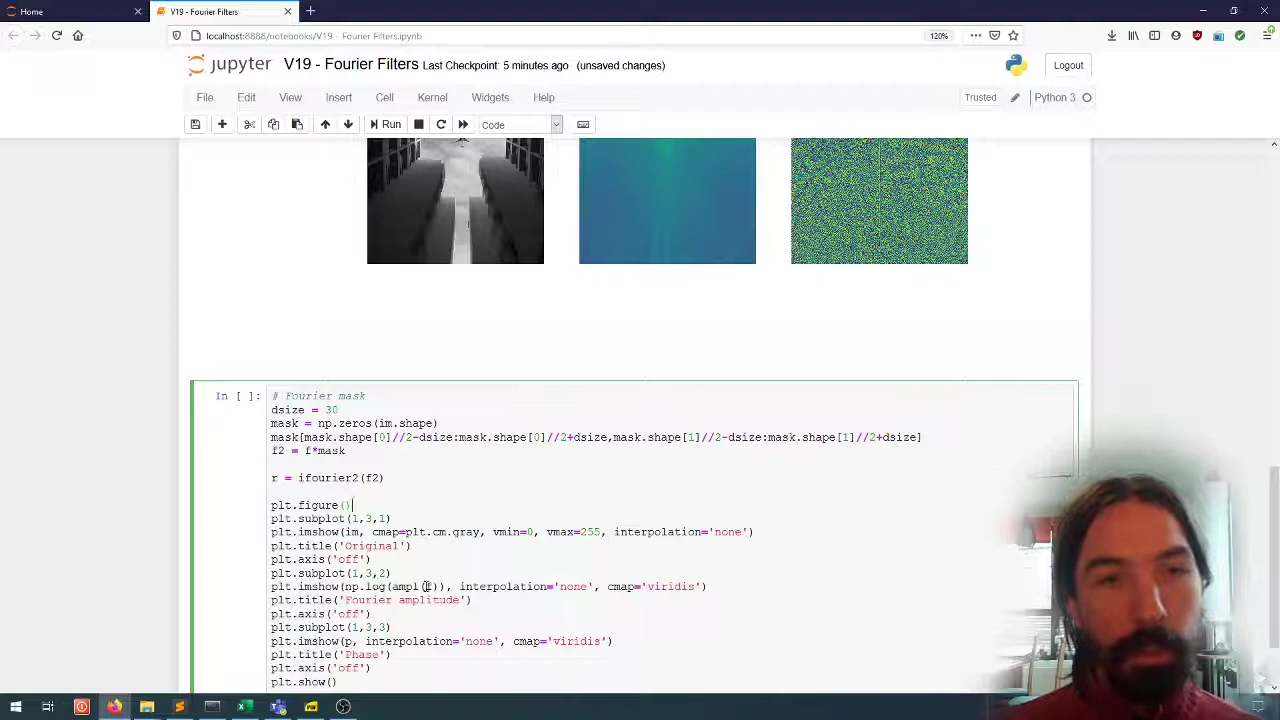 Home
V19 - Fourier Filters
localhost:8888/notebooks/V19 - Fourier Filters.ipynb
120%
jupyter V19 - Fourier Filters Last Checkpoint: 5 minutes ago (unsaved changes)
Logout
File Edit View Insert Cell Kernel Widgets Help
Trusted
Python 3
Run
Code
In [ ]:
# Fourier mask
dsize = 30
mask = np.zeros(im.shape)
mask[mask.shape[0]//2-dsize:mask.shape[0]//2+dsize,mask.shape[1]//2-dsize:mask.shape[1]//2+dsize]
f2 = f*mask
r = ifourier2(f2)
plt.figure()
plt.subplot(1,3,1)
plt.imshow(im, cmap=plt.cm.gray, vmin=0, vmax=255, interpolation='none')
plt.title('Original')
plt.axis('off')
plt.subplot(1,3,2)
plt.imshow(np.log(ampl(f)), interpolation='none', cmap='viridis')
plt.title('Fourier amplitude')
plt.axis('off')
plt.subplot(1,3,3)
plt.imshow(p, interpolation='none', cmap='viridis')
plt.title('Phase')
plt.axis('off')
plt.show()